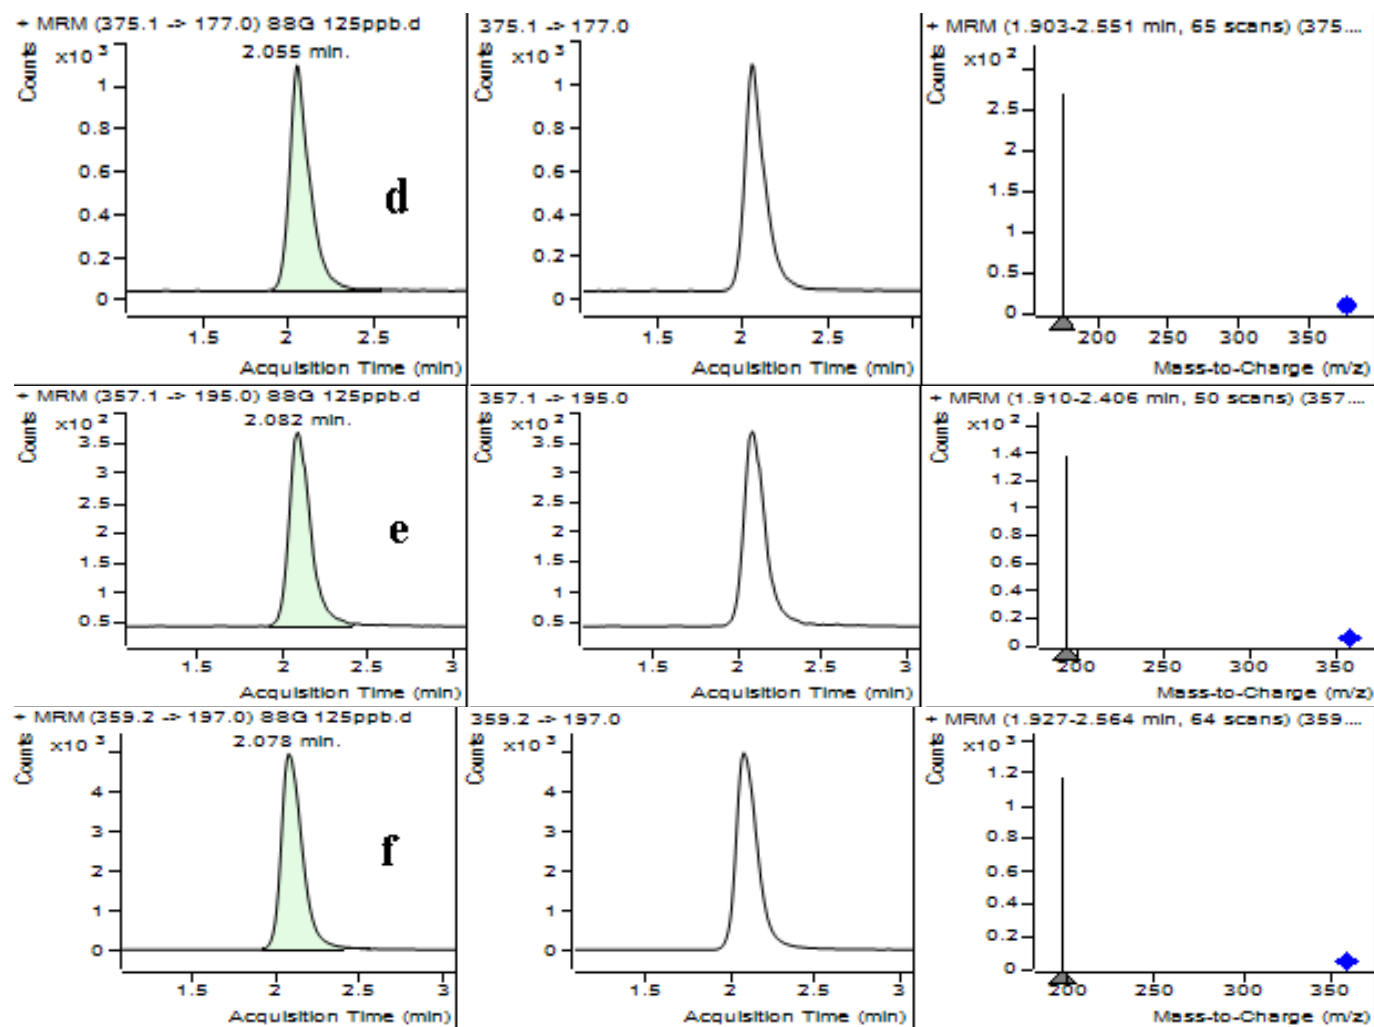 + MRM (375.1 -> 177.0) 88G 125ppb.d
2.055 min.
Counts
x10 3
1
0.8
0.6
0.4
0.2
0
d
1.5 2 2.5
Acquisition Time (min)
375.1 -> 177.0
Counts
x10 3
1
0.8
0.6
0.4
0.2
0
1.5 2 2.5
Acquisition Time (min)
+ MRM (1.903-2.551 min, 65 scans) (375....
Counts
x10 2
2.5
2
1.5
1
0.5
0
200 250 300 350
Mass-to-Charge (m/z)
+ MRM (357.1 -> 195.0) 88G 125ppb.d
2.082 min.
Counts
x10 2
3.5
3
2.5
2
1.5
1
0.5
e
1.5 2 2.5 3
Acquisition Time (min)
357.1 -> 195.0
Counts
x10 2
3.5
3
2.5
2
1.5
1
0.5
1.5 2 2.5 3
Acquisition Time (min)
+ MRM (1.910-2.406 min, 50 scans) (357....
Counts
x10 2
1.4
1.2
1
0.8
0.6
0.4
0.2
0
200 250 300 350
Mass-to-Charge (m/z)
+ MRM (359.2 -> 197.0) 88G 125ppb.d
2.078 min.
Counts
x10 3
4
3
2
1
0
f
1.5 2 2.5 3
Acquisition Time (min)
359.2 -> 197.0
Counts
x10 3
4
3
2
1
0
1.5 2 2.5 3
Acquisition Time (min)
+ MRM (1.927-2.564 min, 64 scans) (359....
Counts
x10 3
1.2
1
0.8
0.6
0.4
0.2
0
200 250 300 350
Mass-to-Charge (m/z)